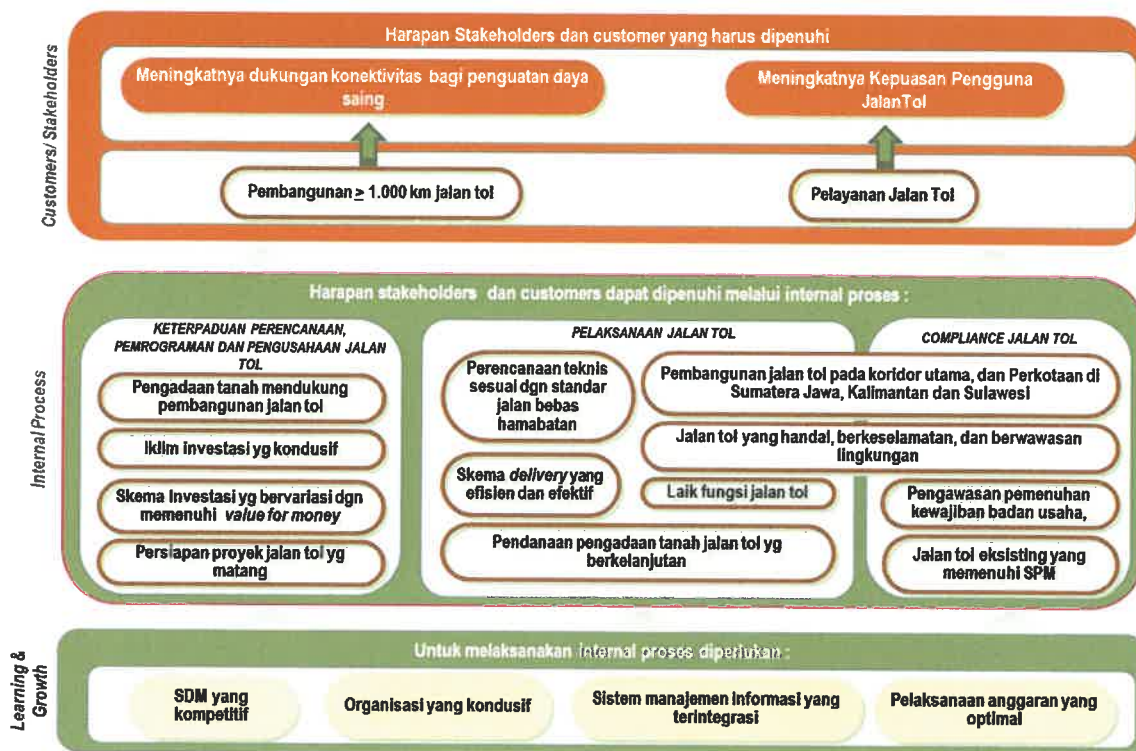 Customers/ Stakeholders
Harapan Stakeholders dan customer yang harus dipenuhi
Meningkatnya dukungan konektivitas bagi penguatan daya
saing
Meningkatnya Kepuasan Pengguna
JalanTol
Pembangunan ≥ 1.000 km jalan tol
Pelayanan Jalan Tol
Internal Process
Harapan stakeholders dan customers dapat dipenuhi melalui internal proses :
KETERPADUAN PERENCANAAN,
PEMROGRAMAN DAN PENGUSAHAAN JALAN
TOL
Pengadaan tanah mendukung
pembangunan jalan tol
Iklim investasi yg kondusif
Skema Investasi yg bervariasi dgn
memenuhi value for money
Persiapan proyek jalan tol yg
matang
PELAKSANAAN JALAN TOL
Perencanaan teknis
sesuai dgn standar
jalan bebas
hamabatan
Skema delivery yang
efisien dan efektif
COMPLIANCE JALAN TOL
Pembangunan jalan tol pada koridor utama, dan Perkotaan di
Sumatera Jawa, Kalimantan dan Sulawesi
Jalan tol yang handal, berkeselamatan, dan berwawasan
lingkungan
Laik fungsi jalan tol
Pendanaan pengadaan tanah jalan tol yg
berkelanjutan
Pengawasan pemenuhan
kewajiban badan usaha,
Jalan tol eksisting yang
memenuhi SPM
Learning &
Growth
Untuk melaksanakan internal proses diperlukan :
SDM yang
kompetitif
Organisasi yang kondusif
Sistem manajemen informasi yang
terintegrasi
Pelaksanaan anggaran yang
optimal